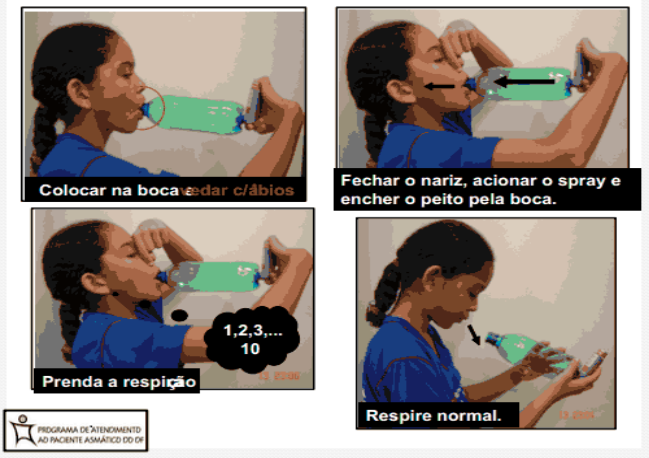 Colocar na boca e vedar c/lábios
Fechar o nariz, acionar o spray e
encher o peito pela boca.
1,2,3,...
10
Prenda a respiração
Respire normal.
PROGRAMA DE ATENDIMENTO
AO PACIENTE ASMÁTICO DO DF